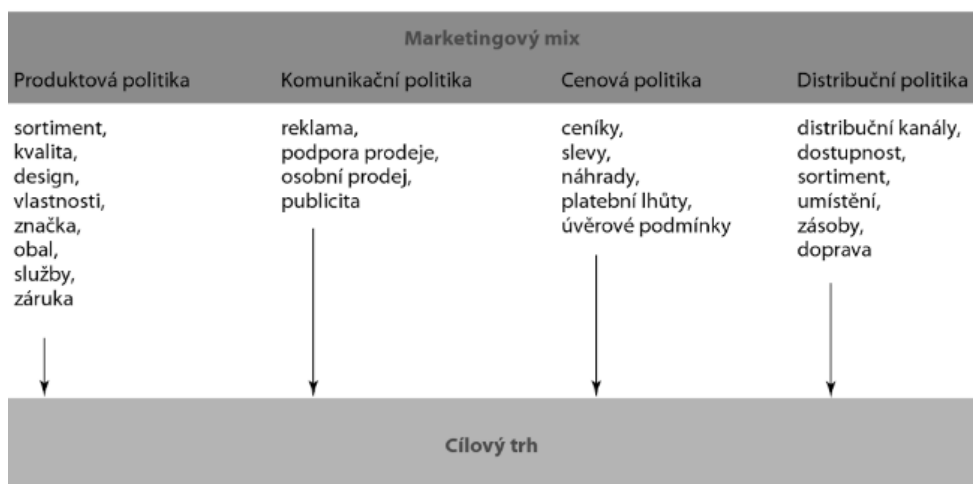 Marketingový mix
Produktová politika
Komunikační politika
Cenová politika
Distribuční politika
sortiment,
kvalita,
design,
vlastnosti,
značka,
obal,
služby,
záruka
reklama,
podpora prodeje,
osobní prodej,
publicita
ceníky,
slevy,
náhrady,
platební lhůty,
úvěrové podmínky
distribuční kanály,
dostupnost,
sortiment,
umístění,
zásoby,
doprava
Cílový trh